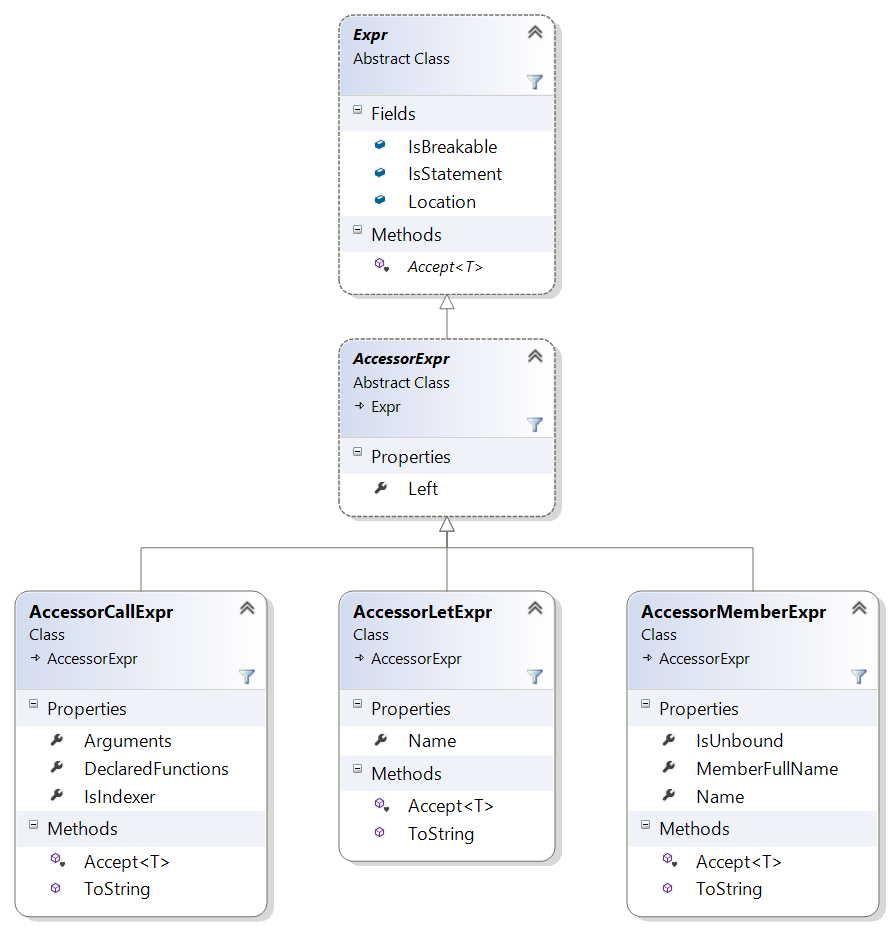 Expr
Abstract Class
Fields
IsBreakable
IsStatement
Location
Methods
Accept<T>
AccessorExpr
Abstract Class
Expr
Properties
Left
AccessorCallExpr
Class
AccessorExpr
Properties
Arguments
DeclaredFunctions
IsIndexer
Methods
Accept<T>
ToString
AccessorLetExpr
Class
AccessorExpr
Properties
Name
Methods
Accept<T>
ToString
AccessorMemberExpr
Class
AccessorExpr
Properties
IsUnbound
MemberFullName
Name
Methods
Accept<T>
ToString